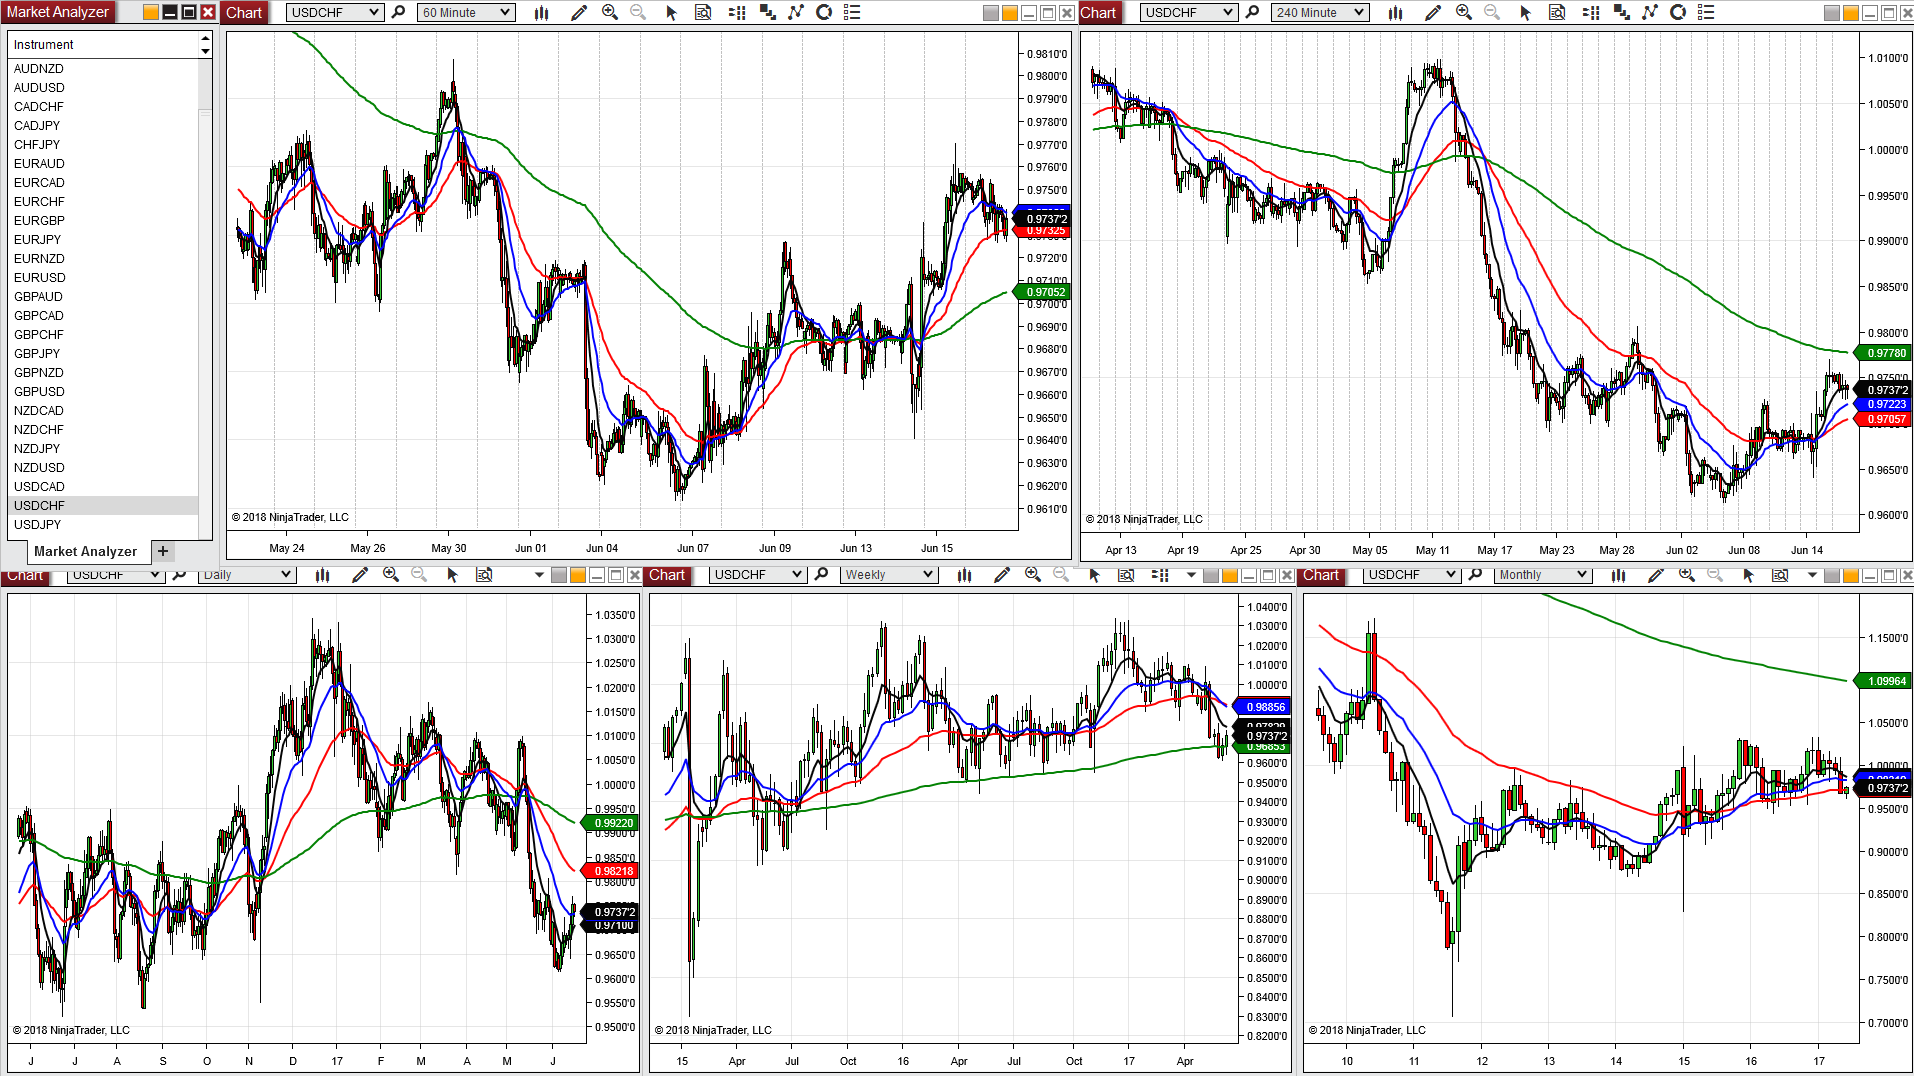 Market Analyzer
Instrument
AUDNZD
AUDUSD
CADCHF
CADJPY
CHFJPY
EURAUD
EURCAD
EURCHF
EURGBP
EURJPY
EURNZD
EURUSD
GBPAUD
GBPCAD
GBPCHF
GBPJPY
GBPNZD
GBPUSD
NZDCAD
NZDCHF
NZDJPY
NZDUSD
USDCAD
USDCHF
USDJPY
Market Analyzer +
Chart USDCHF 60 Minute
0.9810'0
0.9800'0
0.9790'0
0.9780'0
0.9770'0
0.9760'0
0.9750'0
0.9737'2
0.97325
0.9720'0
0.9710'0
0.97052
0.9700'0
0.9690'0
0.9680'0
0.9670'0
0.9660'0
0.9650'0
0.9640'0
0.9630'0
0.9620'0
0.9610'0
© 2018 NinjaTrader, LLC
May 24 May 26 May 30 Jun 01 Jun 04 Jun 07 Jun 09 Jun 13 Jun 15
Chart USDCHF 240 Minute
1.0100'0
1.0050'0
1.0000'0
0.9950'0
0.9900'0
0.9850'0
0.9800'0
0.97780
0.9750'0
0.9737'2
0.97223
0.97057
0.9650'0
0.9600'0
© 2018 NinjaTrader, LLC
Apr 13 Apr 19 Apr 25 Apr 30 May 05 May 11 May 17 May 23 May 28 Jun 02 Jun 08 Jun 14
Chart USDCHF Daily
1.0350'0
1.0300'0
1.0250'0
1.0200'0
1.0150'0
1.0100'0
1.0050'0
1.0000'0
0.9950'0
0.99220
0.9900'0
0.9850'0
0.98218
0.9800'0
0.9737'2
0.97100
0.9650'0
0.9600'0
0.9550'0
0.9500'0
© 2018 NinjaTrader, LLC
J J A S O N D 17 F M A M J
Chart USDCHF Weekly
1.0400'0
1.0300'0
1.0200'0
1.0100'0
1.0000'0
0.98856
0.9737'2
0.96853
0.9600'0
0.9500'0
0.9400'0
0.9300'0
0.9200'0
0.9100'0
0.9000'0
0.8900'0
0.8800'0
0.8700'0
0.8600'0
0.8500'0
0.8400'0
0.8300'0
0.8200'0
© 2018 NinjaTrader, LLC
15 Apr Jul Oct 16 Apr Jul Oct 17 Apr
Chart USDCHF Monthly
1.1500'0
1.09964
1.0500'0
1.0000'0
0.9737'2
0.9500'0
0.9000'0
0.8500'0
0.8000'0
0.7500'0
0.7000'0
© 2018 NinjaTrader, LLC
10 11 12 13 14 15 16 17